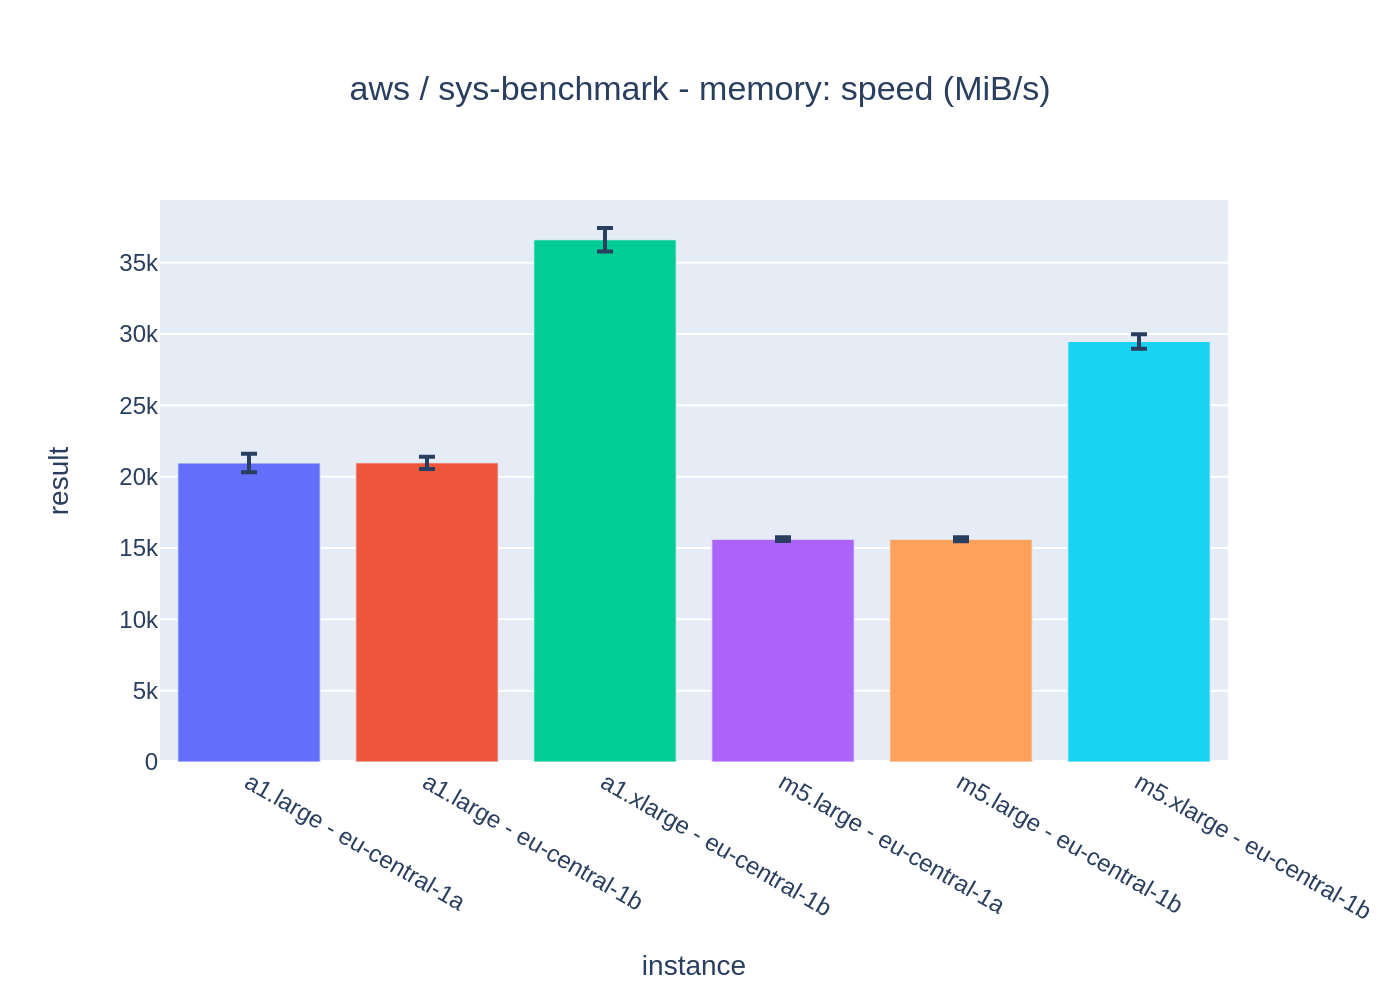 aws / sys-benchmark - memory: speed (MiB/s)
35k
30k
25k
20k
15k
10k
5k
0
result
a1.large - eu-central-1a
a1.large - eu-central-1b
a1.xlarge - eu-central-1b
m5.large - eu-central-1a
m5.large - eu-central-1b
m5.xlarge - eu-central-1b
instance